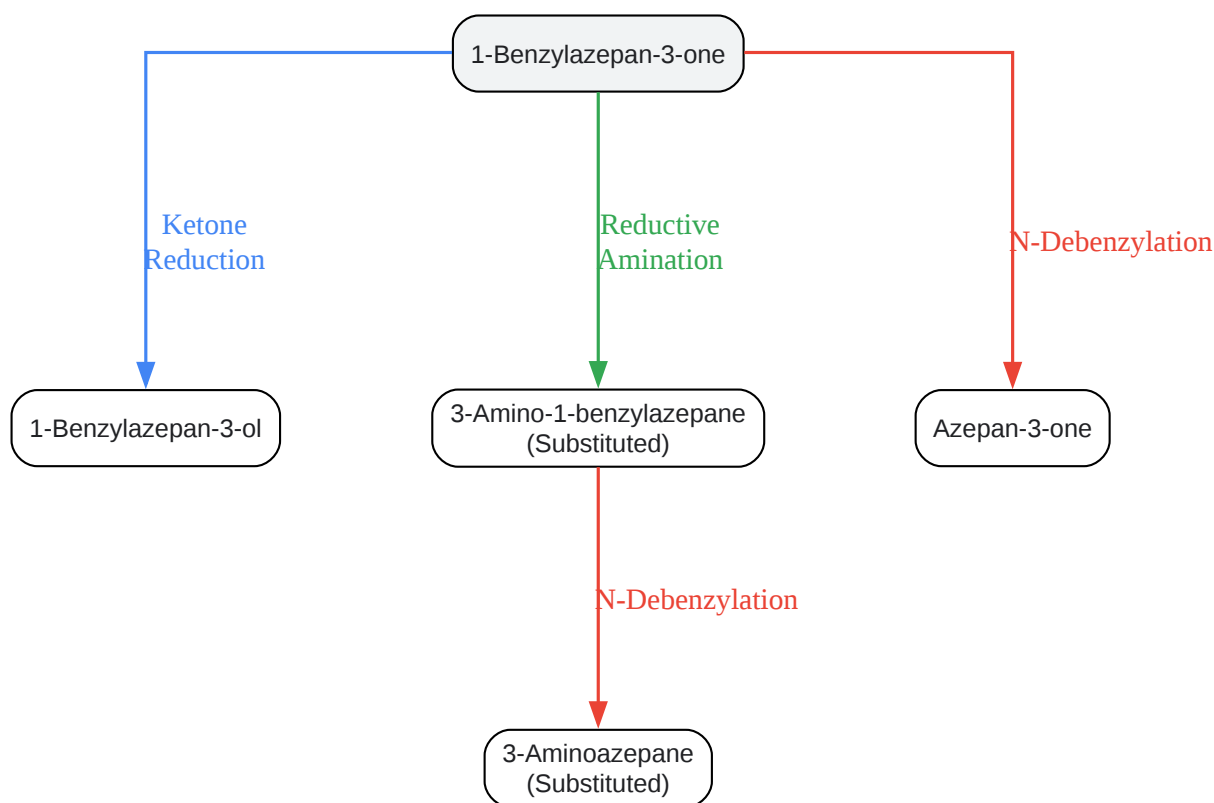 1-Benzylazepan-3-one
Ketone
Reduction
Reductive
Amination
N-Debenzylation
1-Benzylazepan-3-ol
3-Amino-1-benzylazepane
(Substituted)
Azepan-3-one
N-Debenzylation
3-Aminoazepane
(Substituted)